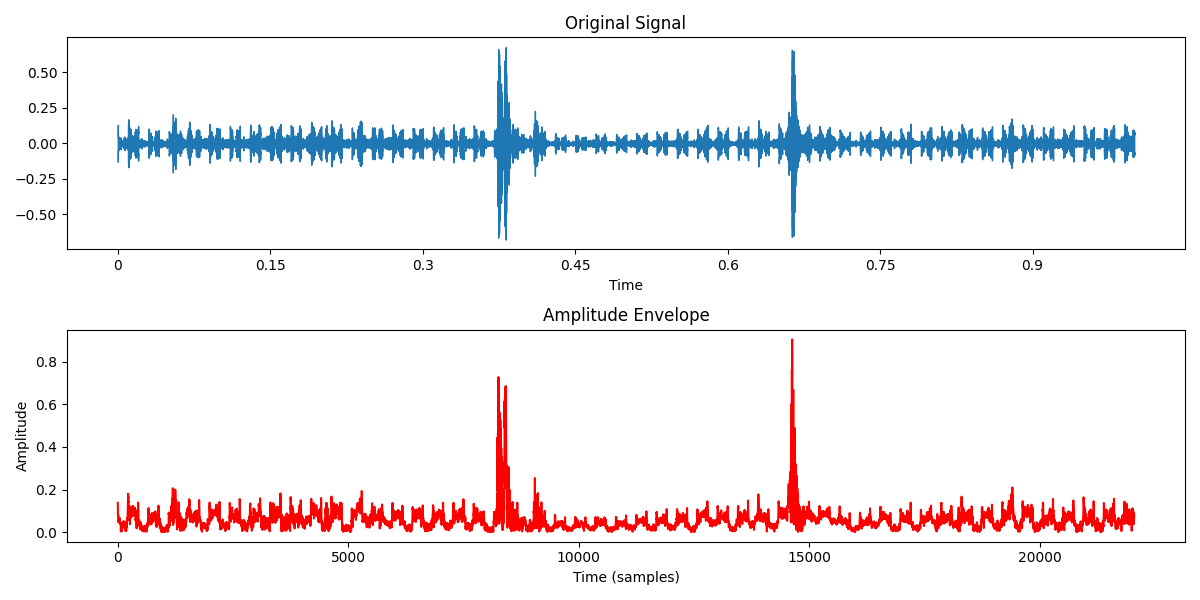 Original Signal
0.50
0.25
0.00
−0.25
−0.50
0 0.15 0.3 0.45 0.6 0.75 0.9
Time
Amplitude Envelope
Amplitude
0.8
0.6
0.4
0.2
0.0
0 5000 10000 15000 20000
Time (samples)